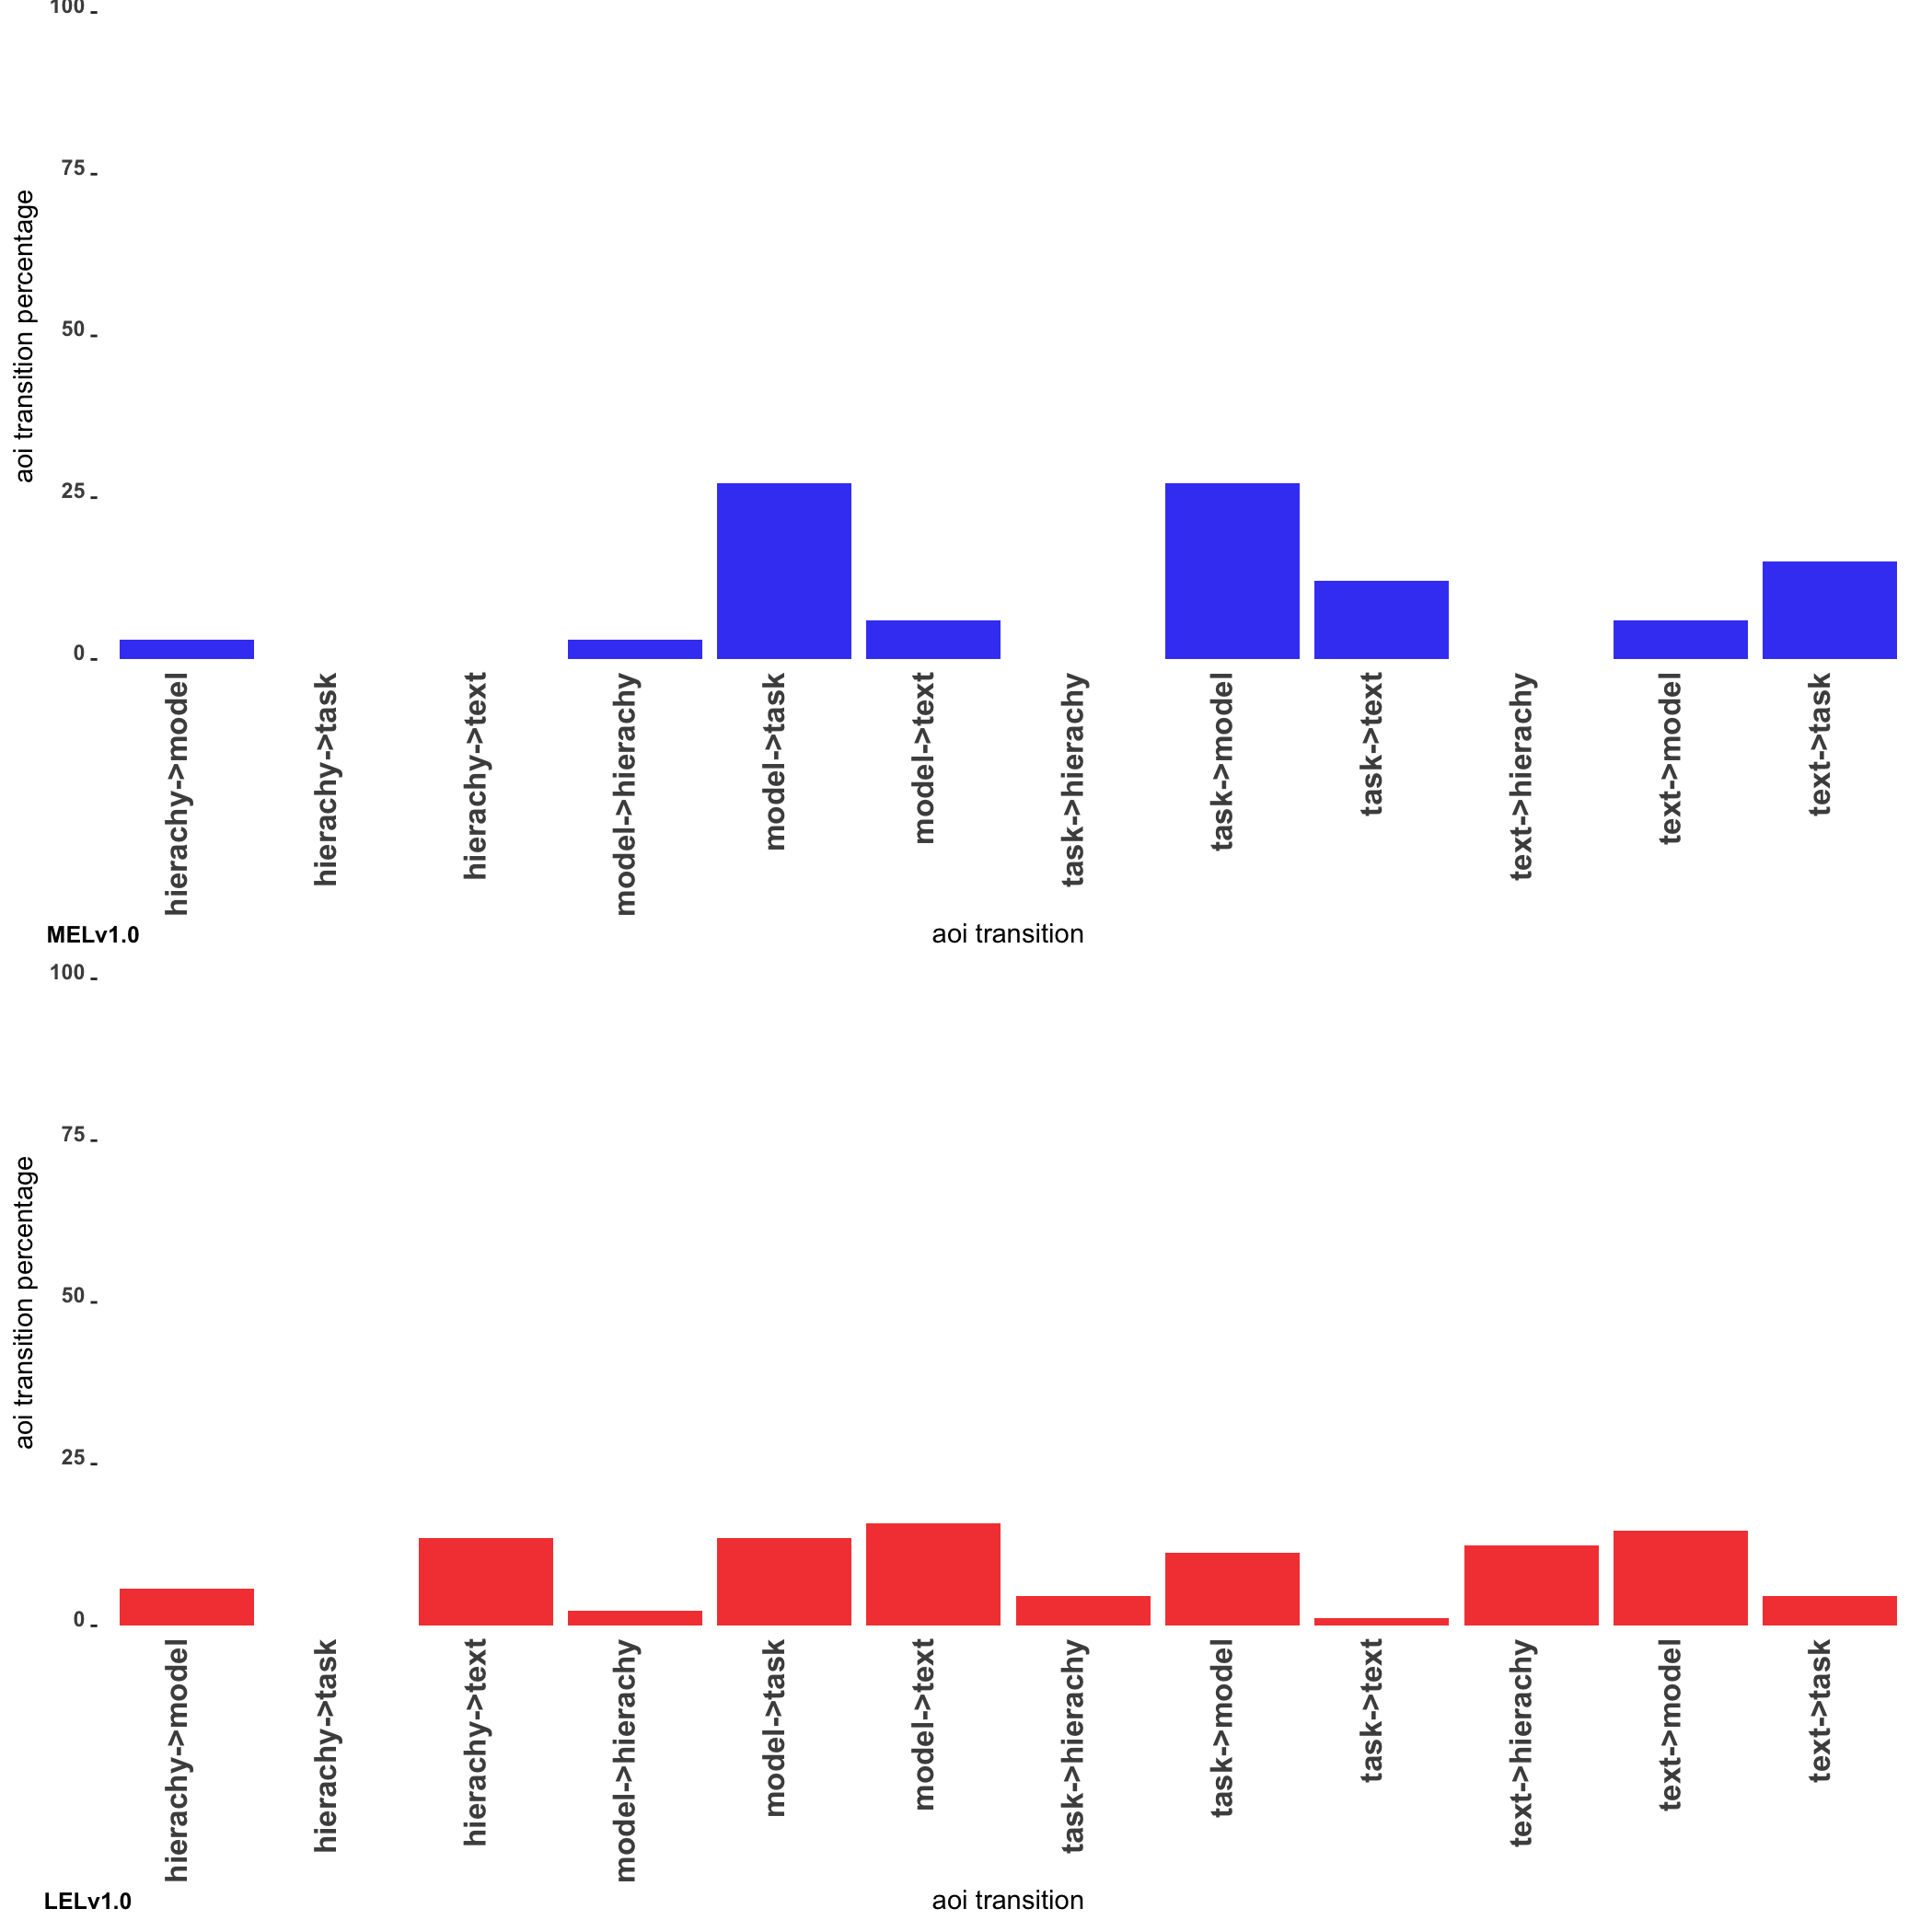 100
75
50
25
0
aoi transition percentage
hierachy->model
hierachy->task
hierachy->text
model->hierachy
model->task
model->text
task->hierachy
task->model
task->text
text->hierachy
text->model
text->task
MELv1.0
aoi transition
100
75
50
25
0
aoi transition percentage
hierachy->model
hierachy->task
hierachy->text
model->hierachy
model->task
model->text
task->hierachy
task->model
task->text
text->hierachy
text->model
text->task
LELv1.0
aoi transition